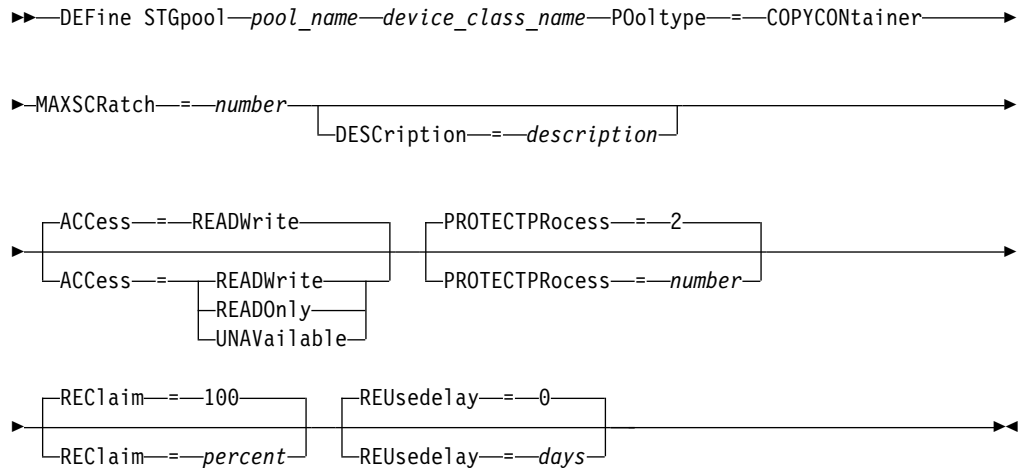 DEFine STGpool pool_name device_class_name POoltype = COPYCONtainer
MAXSCRatch = number
DESCription = description
ACCess = READWrite PROTECTPRocess = 2
ACCess = READWrite PROTECTPRocess = number
READOnly
UNAVailable
REClaim = 100 REUsedelay = 0
REClaim = percent REUsedelay = days